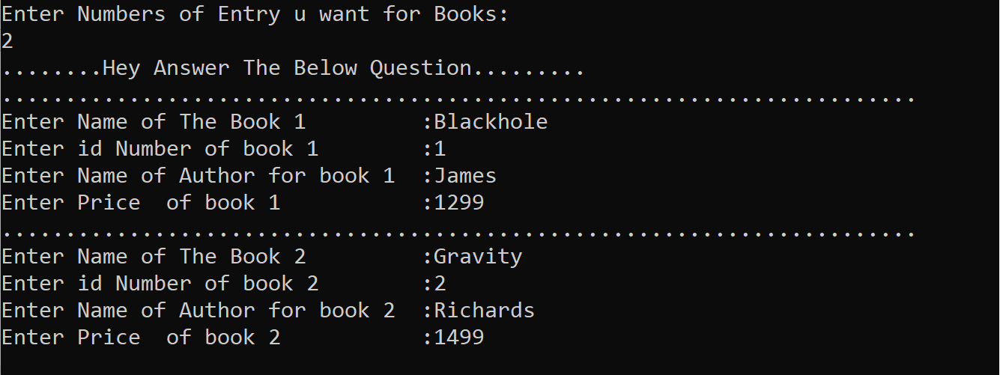 Enter Numbers of Entry u want for Books:
2
........Hey Answer The Below Question.........
........................................................................
Enter Name of The Book 1         :Blackhole
Enter id Number of book 1        :1
Enter Name of Author for book 1  :James
Enter Price  of book 1           :1299
........................................................................
Enter Name of The Book 2         :Gravity
Enter id Number of book 2        :2
Enter Name of Author for book 2  :Richards
Enter Price  of book 2           :1499